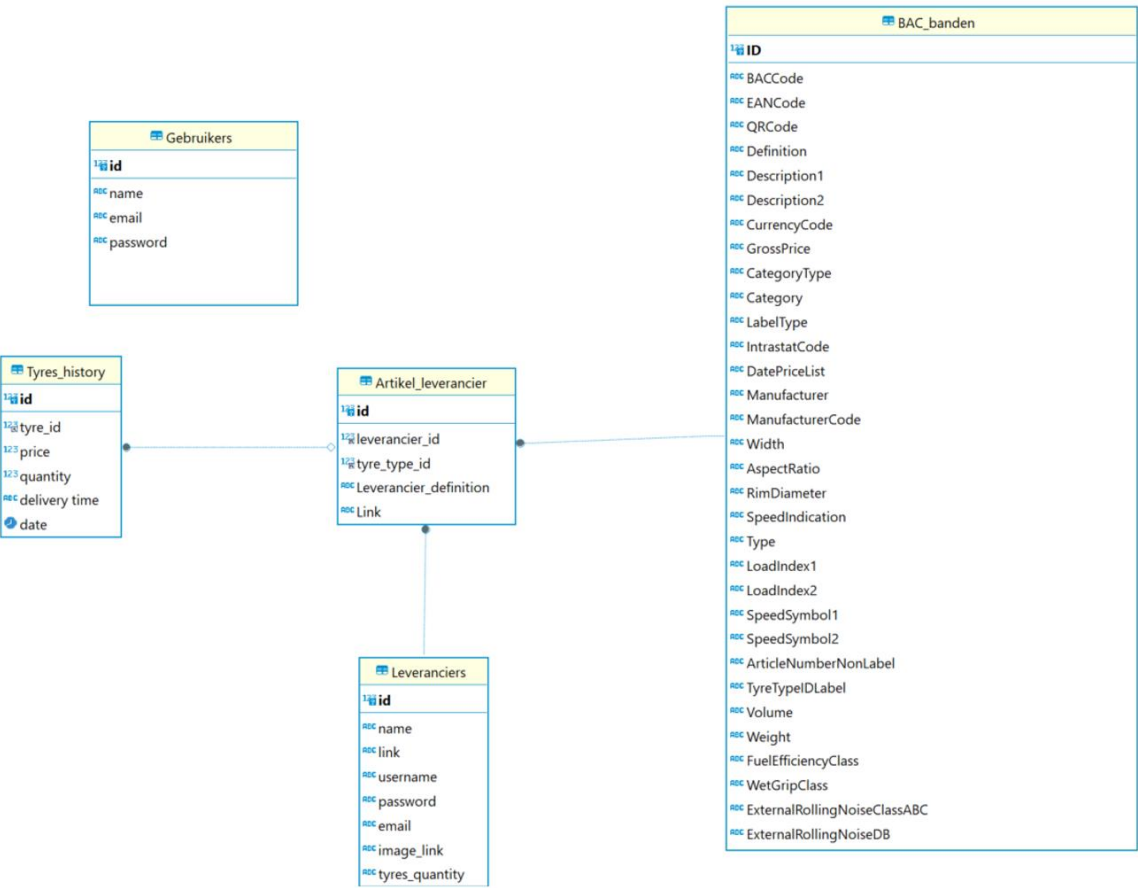 Gebruikers
id
name
email
password
Tyres_history
id
tyre_id
price
quantity
delivery time
date
Artikel_leverancier
id
leverancier_id
tyre_type_id
Leverancier_definition
Link
Leveranciers
id
name
link
username
password
email
image_link
tyres_quantity
BAC_banden
ID
BACCode
EANCode
QRCode
Definition
Description1
Description2
CurrencyCode
GrossPrice
CategoryType
Category
LabelType
IntrastatCode
DatePriceList
Manufacturer
ManufacturerCode
Width
AspectRatio
RimDiameter
SpeedIndication
Type
LoadIndex1
LoadIndex2
SpeedSymbol1
SpeedSymbol2
ArticleNumberNonLabel
TyreTypeIDLabel
Volume
Weight
FuelEfficiencyClass
WetGripClass
ExternalRollingNoiseClassABC
ExternalRollingNoiseDB